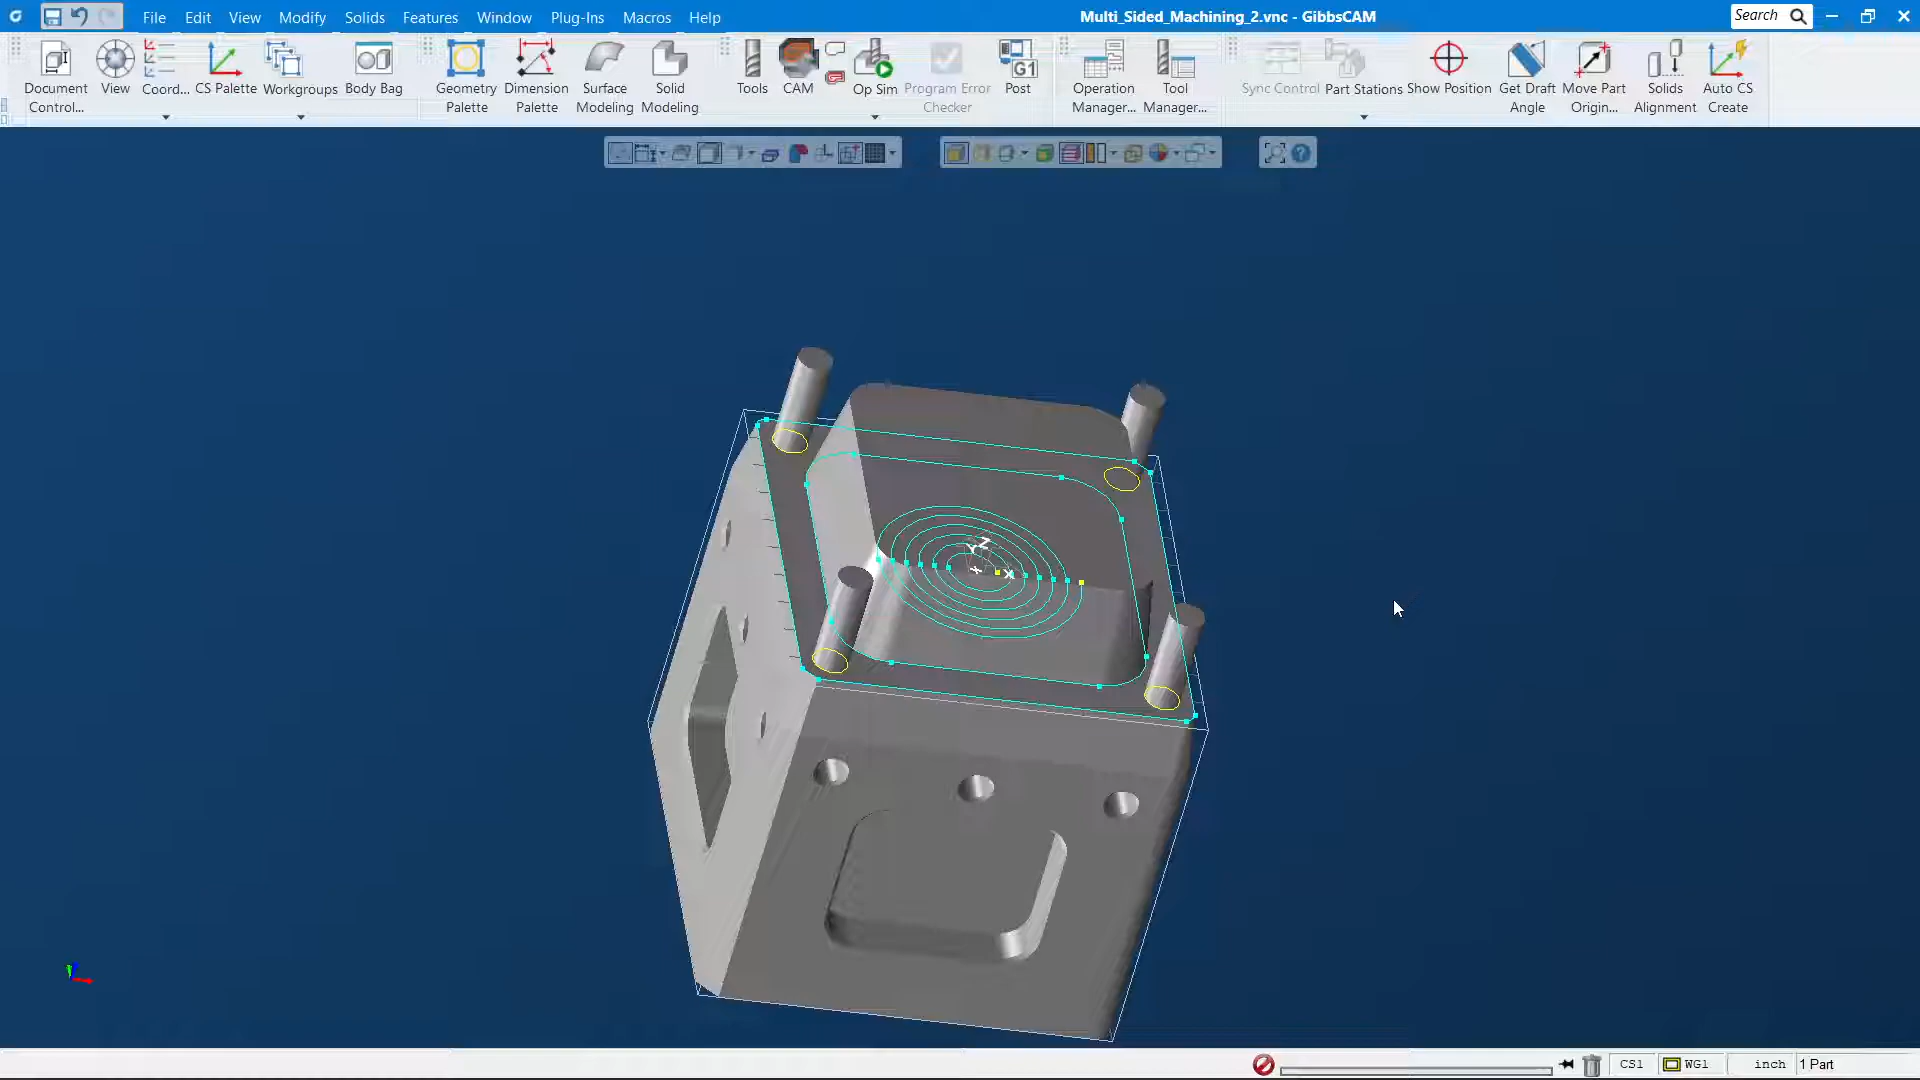 File Edit View Modify Solids Features Window Plug-Ins Macros Help
Multi_Sided_Machining_2.vnc - GibbsCAM
Search
Document Control...
View
Coord...
CS Palette
Workgroups
Body Bag
Geometry Palette
Dimension Palette
Surface Modeling
Solid Modeling
Tools
CAM
Op Sim
Program Error Checker
G1
Post
Operation Manager...
Tool Manager...
Sync Control
Part Stations
Show Position
Get Draft Angle
Move Part Origin...
Solids Alignment
Auto CS Create
Y Z
X
CS1
WG1
inch
1 Part